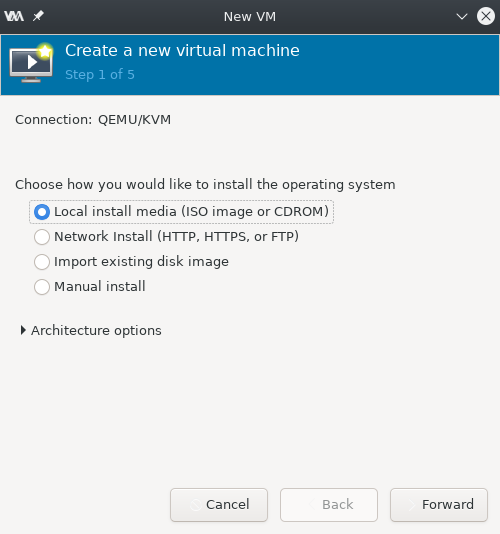 New VM
Create a new virtual machine
Step 1 of 5
Connection: QEMU/KVM
Choose how you would like to install the operating system
Local install media (ISO image or CDROM)
Network Install (HTTP, HTTPS, or FTP)
Import existing disk image
Manual install
Architecture options
Cancel Back Forward